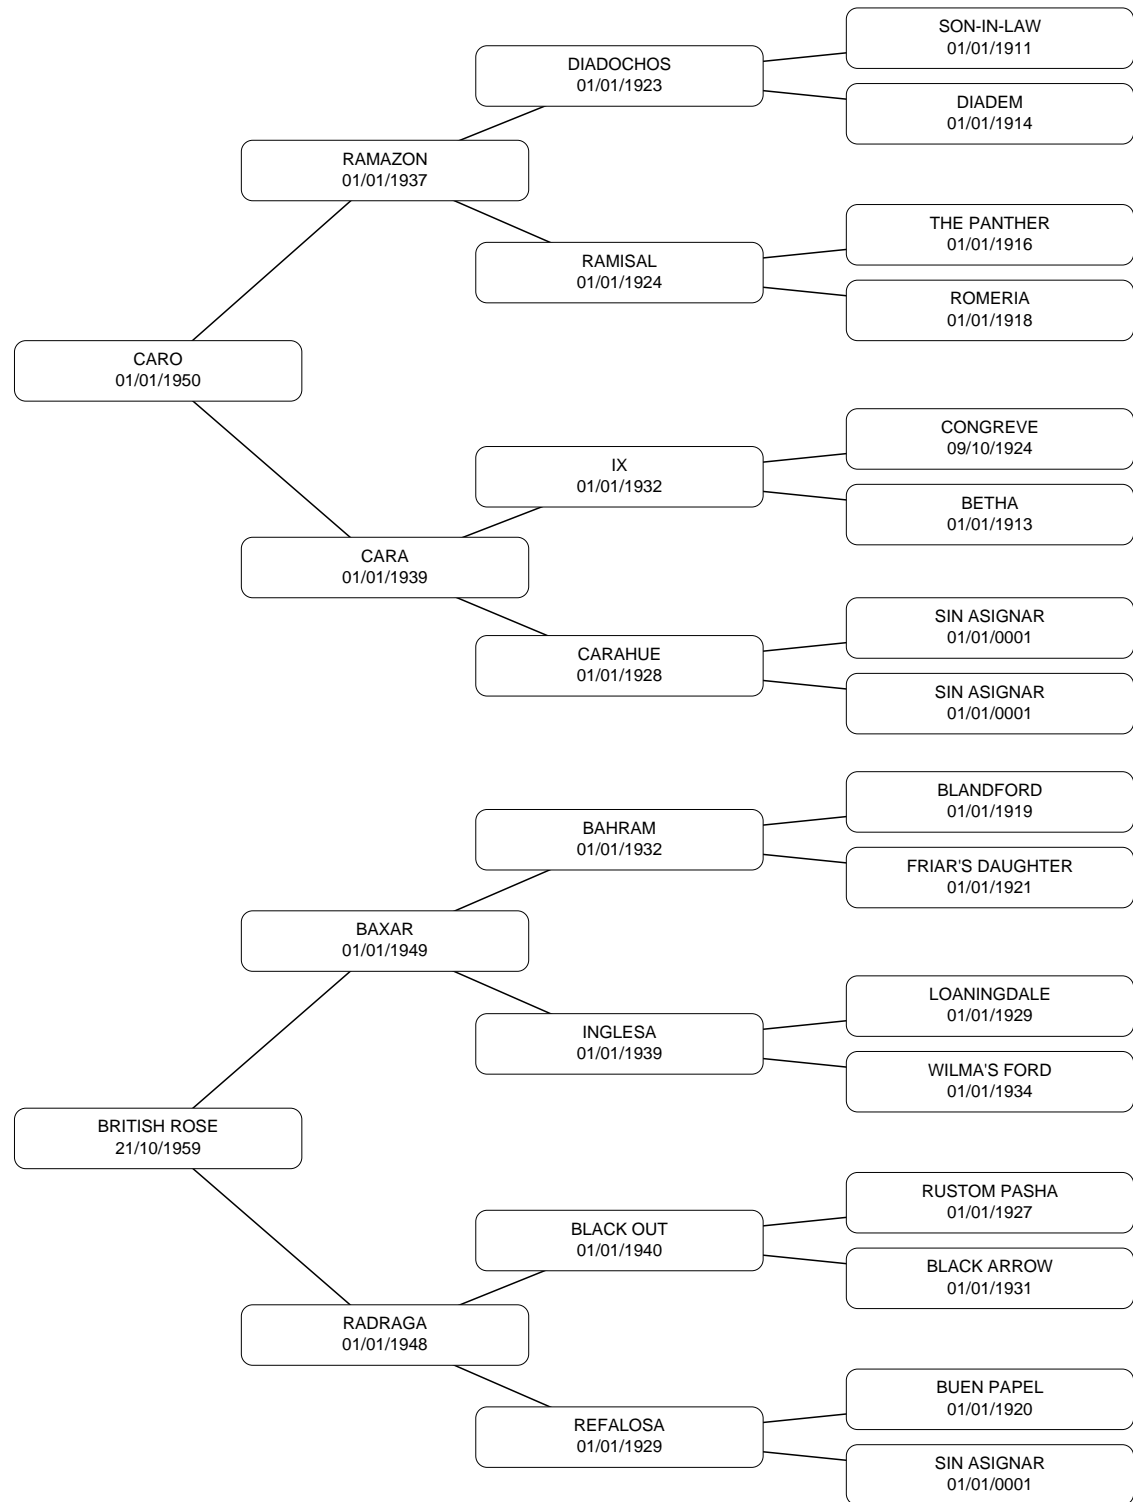 SON-IN-LAW
01/01/1911
DIADOCHOS
01/01/1923
DIADEM
01/01/1914
RAMAZON
01/01/1937
THE PANTHER
01/01/1916
RAMISAL
01/01/1924
ROMERIA
01/01/1918
CARO
01/01/1950
CONGREVE
09/10/1924
IX
01/01/1932
BETHA
01/01/1913
CARA
01/01/1939
SIN ASIGNAR
01/01/0001
CARAHUE
01/01/1928
SIN ASIGNAR
01/01/0001
BLANDFORD
01/01/1919
BAHRAM
01/01/1932
FRIAR'S DAUGHTER
01/01/1921
BAXAR
01/01/1949
LOANINGDALE
01/01/1929
INGLESA
01/01/1939
WILMA'S FORD
01/01/1934
BRITISH ROSE
21/10/1959
RUSTOM PASHA
01/01/1927
BLACK OUT
01/01/1940
BLACK ARROW
01/01/1931
RADRAGA
01/01/1948
BUEN PAPEL
01/01/1920
REFALOSA
01/01/1929
SIN ASIGNAR
01/01/0001